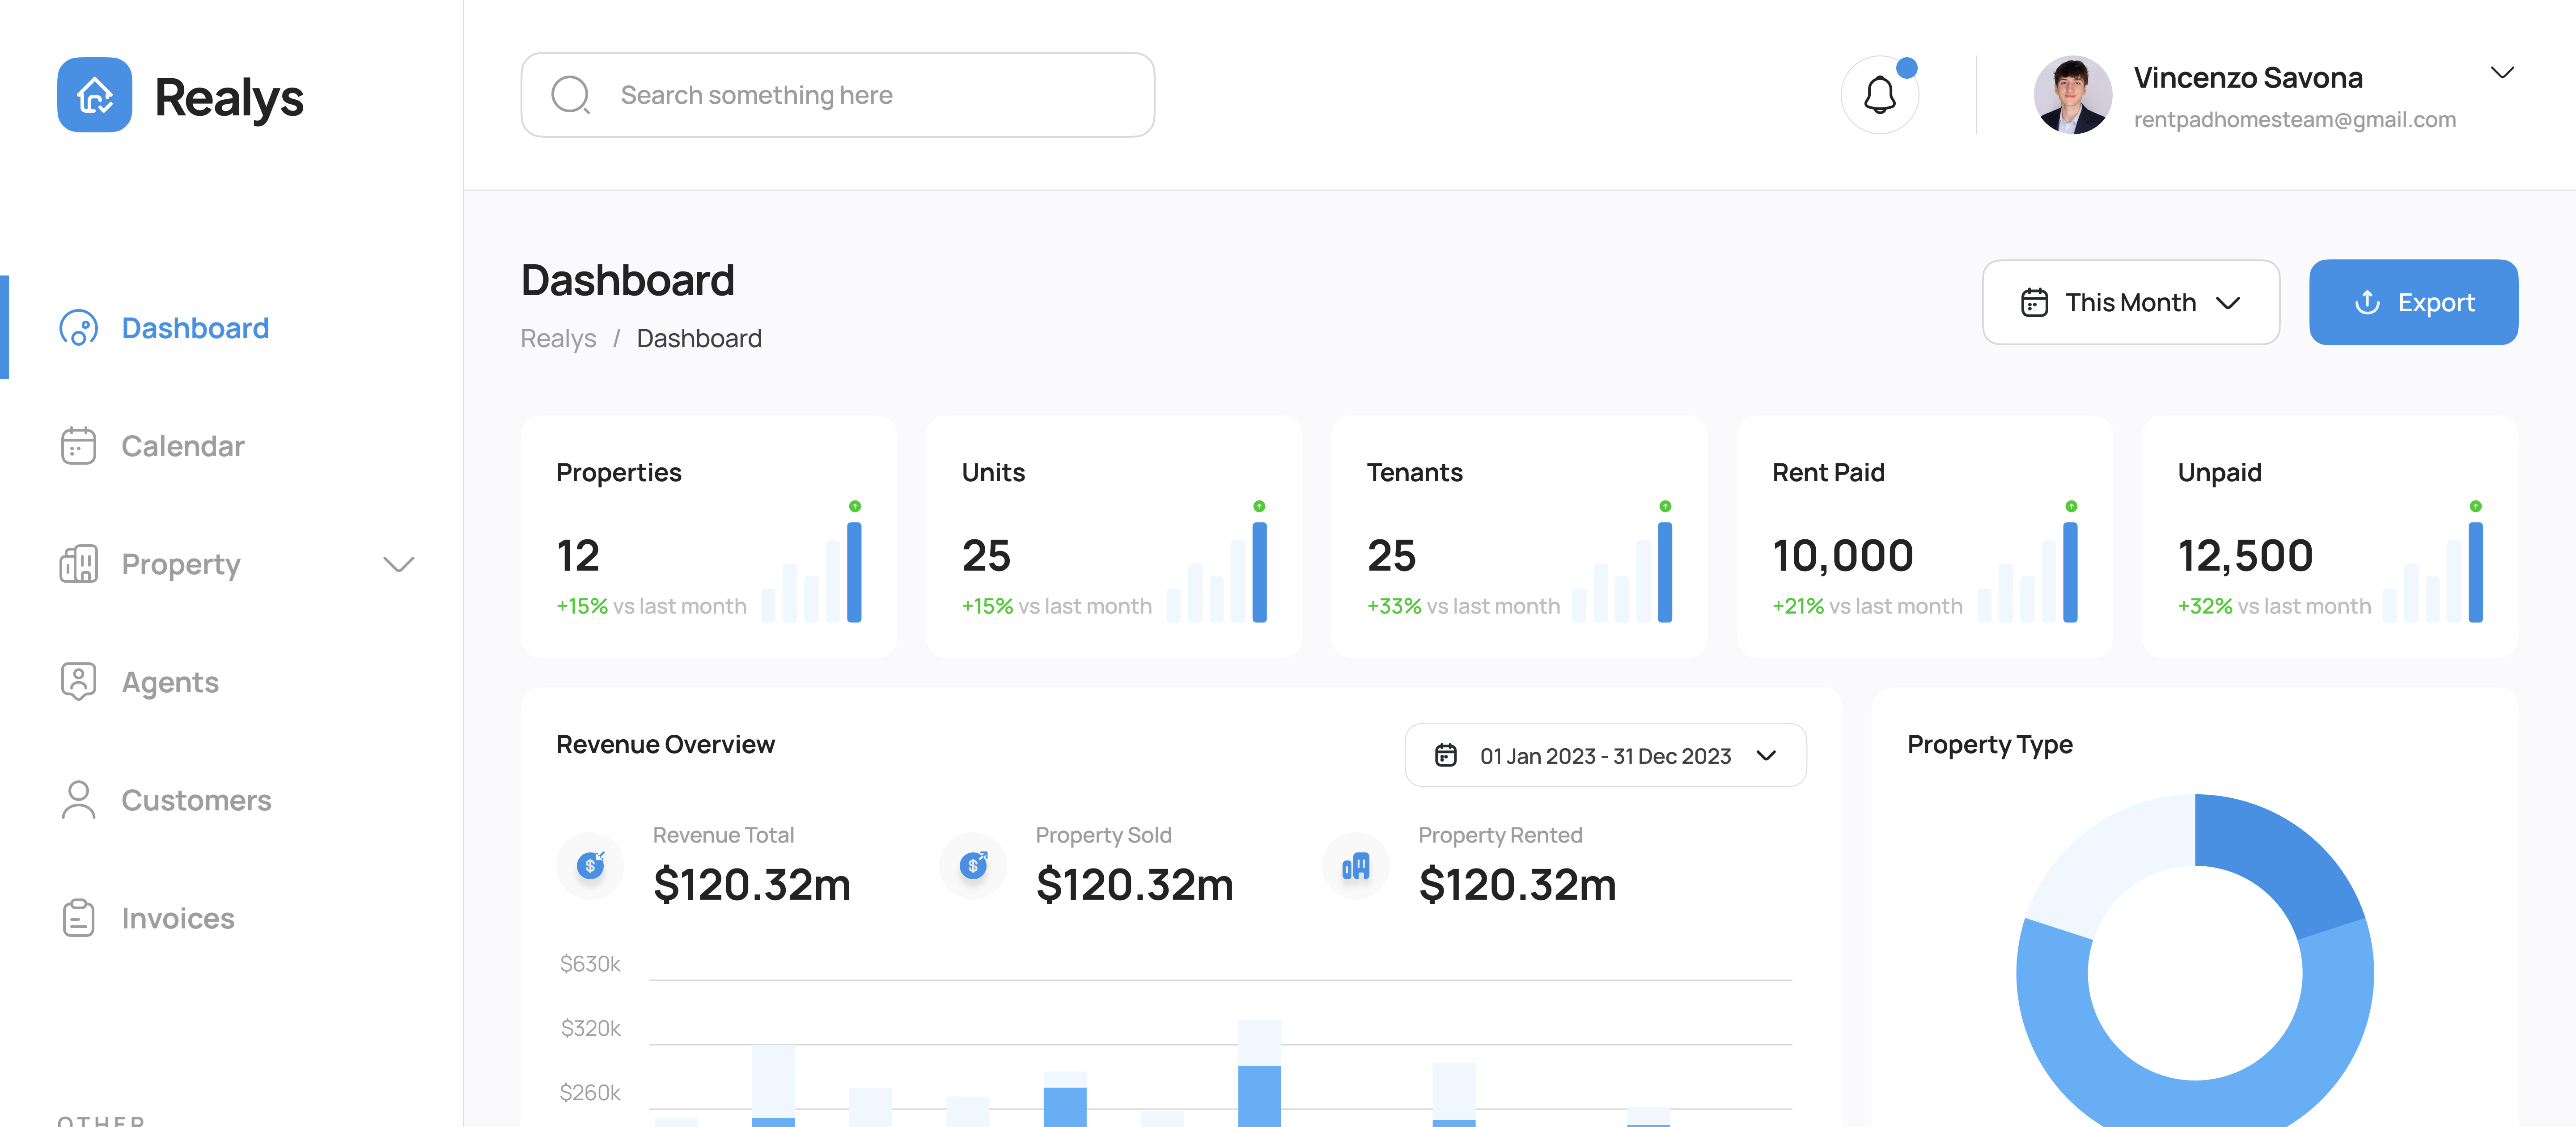 Realys
Search something here
Vincenzo Savona
rentpadhomesteam@gmail.com
Dashboard
Calendar
Property
Agents
Customers
Invoices
OTHER
Dashboard
Realys / Dashboard
This Month
Export
Properties
12
+15% vs last month
Units
25
+15% vs last month
Tenants
25
+33% vs last month
Rent Paid
10,000
+21% vs last month
Unpaid
12,500
+32% vs last month
Revenue Overview
01 Jan 2023 - 31 Dec 2023
Revenue Total
$120.32m
Property Sold
$120.32m
Property Rented
$120.32m
$630k
$320k
$260k
Property Type